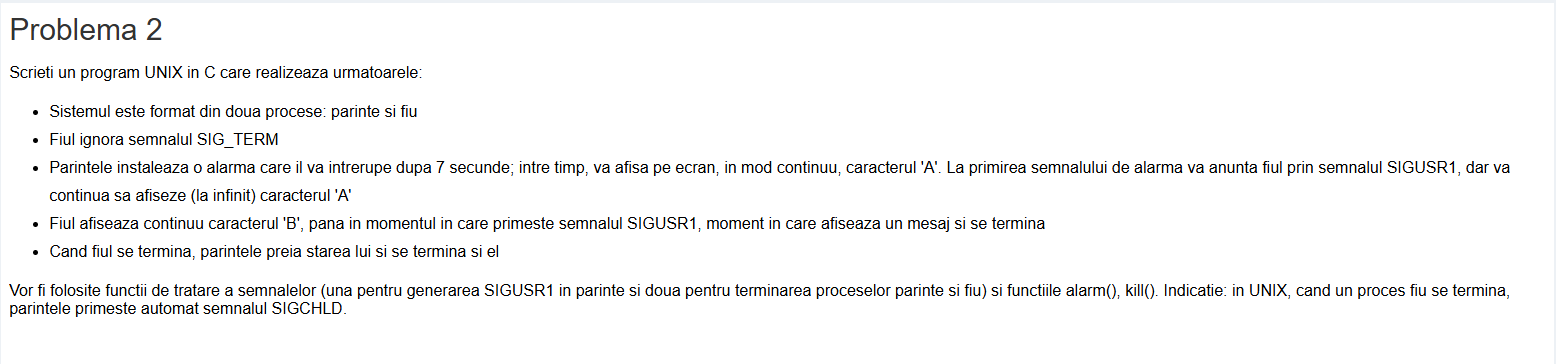 Problema 2
Scrieti un program UNIX in C care realizeaza urmatoarele:
• Sistemul este format din doua procese: parinte si fiu
• Fiul ignora semnalul SIG_TERM
• Parintele instaleaza o alarma care il va intrerupe dupa 7 secunde; intre timp, va afisa pe ecran, in mod continuu, caracterul 'A'. La primirea semnalului de alarma va anunta fiul prin semnalul SIGUSR1, dar va
continua sa afiseze (la infinit) caracterul 'A'
• Fiul afiseaza continuu caracterul 'B', pana in momentul in care primeste semnalul SIGUSR1, moment in care afiseaza un mesaj si se termina
• Cand fiul se termina, parintele preia starea lui si se termina si el
Vor fi folosite functii de tratare a semnalelor (una pentru generarea SIGUSR1 in parinte si doua pentru terminarea proceselor parinte si fiu) si functiile alarm(), kill(). Indicatie: in UNIX, cand un proces fiu se termina,
parintele primeste automat semnalul SIGCHLD.